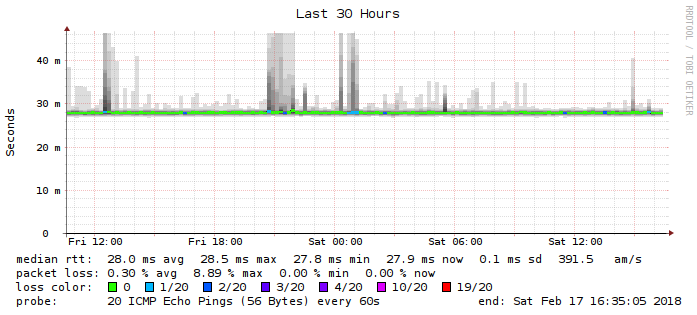 Last 30 Hours
RRDTOOL / TOBI OETIKER
Seconds
40 m
30 m
20 m
10 m
0
Fri 12:00 Fri 18:00 Sat 00:00 Sat 06:00 Sat 12:00
median rtt: 28.0 ms avg 28.5 ms max 27.8 ms min 27.9 ms now 0.1 ms sd 391.5 am/s
packet loss: 0.30 % avg 8.89 % max 0.00 % min 0.00 % now
loss color: 0 1/20 2/20 3/20 4/20 10/20 19/20
probe: 20 ICMP Echo Pings (56 Bytes) every 60s end: Sat Feb 17 16:35:05 2018